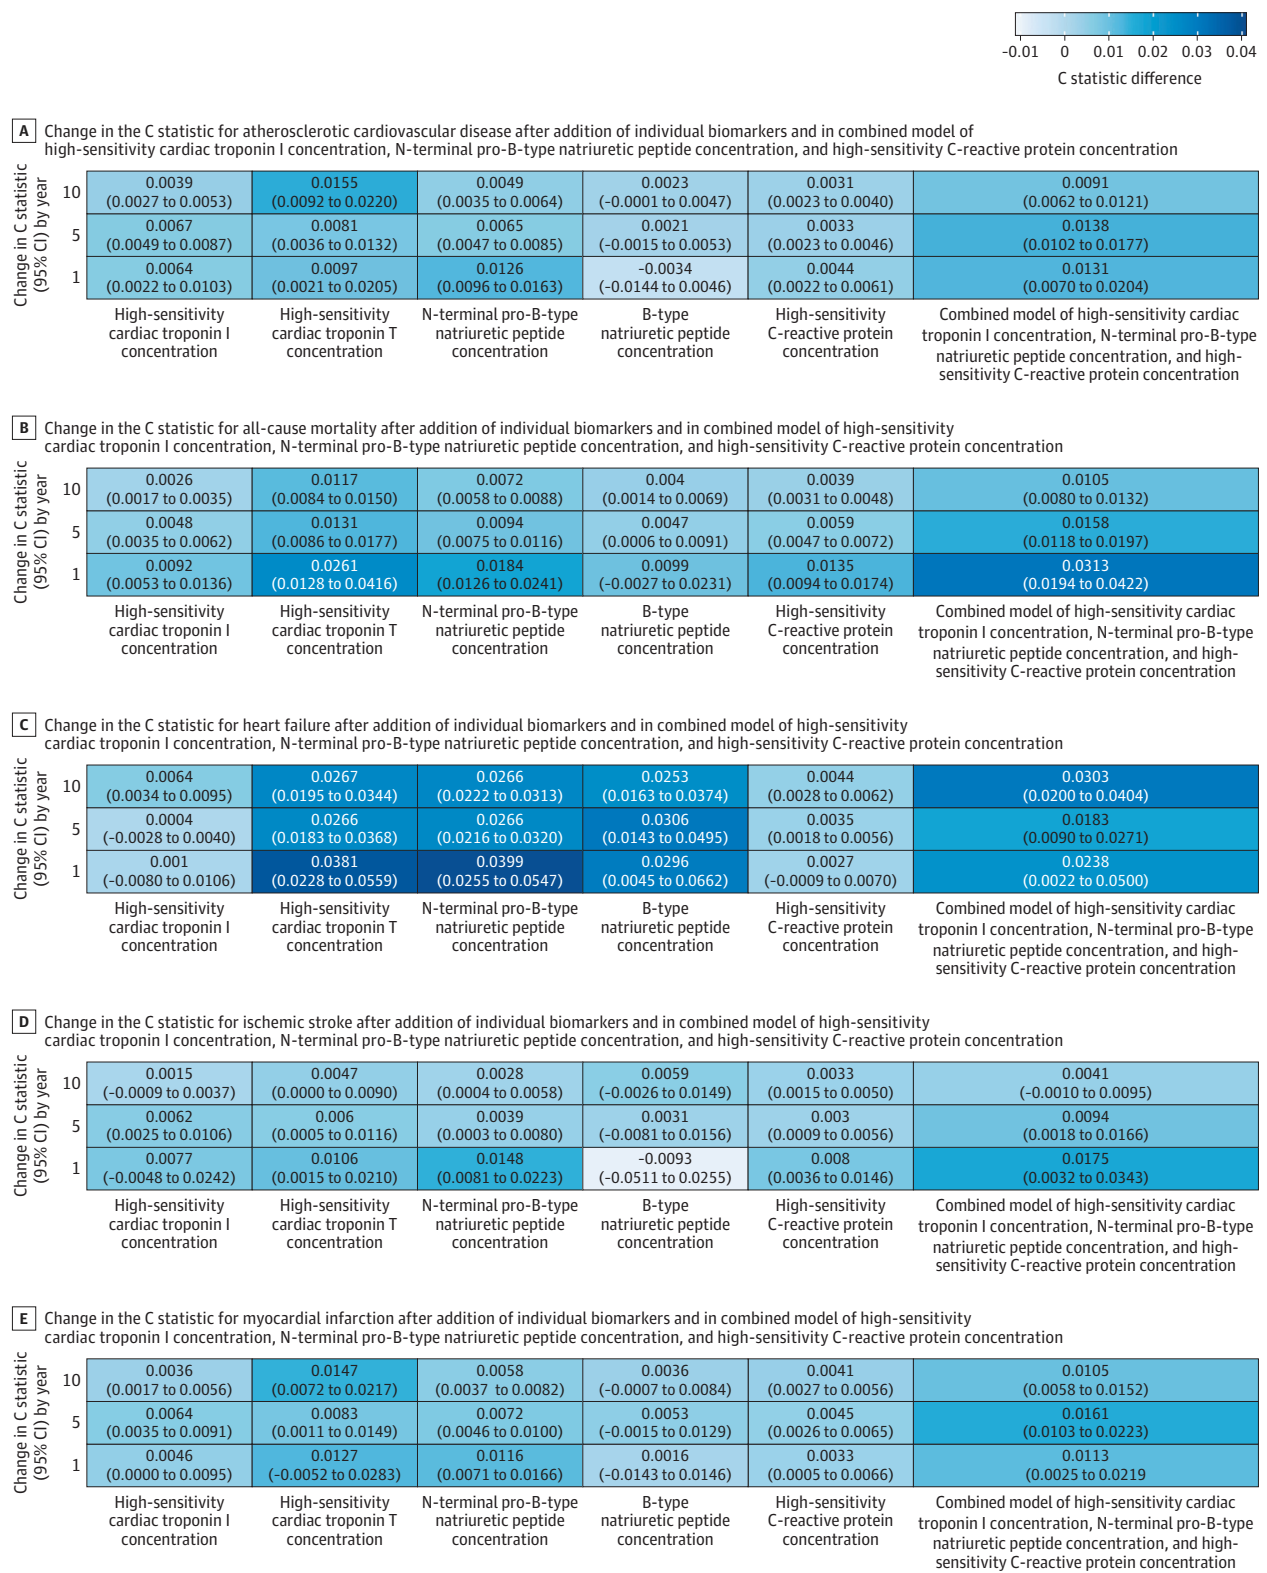 -0.01 0 0.01 0.02 0.03 0.04
C statistic difference
A Change in the C statistic for atherosclerotic cardiovascular disease after addition of individual biomarkers and in combined model of
high-sensitivity cardiac troponin I concentration, N-terminal pro-B-type natriuretic peptide concentration, and high-sensitivity C-reactive protein concentration
Change in C statistic
(95% CI) by year
10
0.0039 0.0155 0.0049 0.0023 0.0031 0.0091
(0.0027 to 0.0053) (0.0092 to 0.0220) (0.0035 to 0.0064) (-0.0001 to 0.0047) (0.0023 to 0.0040) (0.0062 to 0.0121)
5
0.0067 0.0081 0.0065 0.0021 0.0033 0.0138
(0.0049 to 0.0087) (0.0036 to 0.0132) (0.0047 to 0.0085) (-0.0015 to 0.0053) (0.0023 to 0.0046) (0.0102 to 0.0177)
1
0.0064 0.0097 0.0126 -0.0034 0.0044 0.0131
(0.0022 to 0.0103) (0.0021 to 0.0205) (0.0096 to 0.0163) (-0.0144 to 0.0046) (0.0022 to 0.0061) (0.0070 to 0.0204)
High-sensitivity
cardiac troponin I
concentration
High-sensitivity
cardiac troponin T
concentration
N-terminal pro-B-type
natriuretic peptide
concentration
B-type
natriuretic peptide
concentration
High-sensitivity
C-reactive protein
concentration
Combined model of high-sensitivity cardiac
troponin I concentration, N-terminal pro-B-type
natriuretic peptide concentration, and high-
sensitivity C-reactive protein concentration
B Change in the C statistic for all-cause mortality after addition of individual biomarkers and in combined model of high-sensitivity
cardiac troponin I concentration, N-terminal pro-B-type natriuretic peptide concentration, and high-sensitivity C-reactive protein concentration
Change in C statistic
(95% CI) by year
10
0.0026 0.0117 0.0072 0.004 0.0039 0.0105
(0.0017 to 0.0035) (0.0084 to 0.0150) (0.0058 to 0.0088) (0.0014 to 0.0069) (0.0031 to 0.0048) (0.0080 to 0.0132)
5
0.0048 0.0131 0.0094 0.0047 0.0059 0.0158
(0.0035 to 0.0062) (0.0086 to 0.0177) (0.0075 to 0.0116) (0.0006 to 0.0091) (0.0047 to 0.0072) (0.0118 to 0.0197)
1
0.0092 0.0261 0.0184 0.0099 0.0135 0.0313
(0.0053 to 0.0136) (0.0128 to 0.0416) (0.0126 to 0.0241) (-0.0027 to 0.0231) (0.0094 to 0.0174) (0.0194 to 0.0422)
High-sensitivity
cardiac troponin I
concentration
High-sensitivity
cardiac troponin T
concentration
N-terminal pro-B-type
natriuretic peptide
concentration
B-type
natriuretic peptide
concentration
High-sensitivity
C-reactive protein
concentration
Combined model of high-sensitivity cardiac
troponin I concentration, N-terminal pro-B-type
natriuretic peptide concentration, and high-
sensitivity C-reactive protein concentration
C Change in the C statistic for heart failure after addition of individual biomarkers and in combined model of high-sensitivity
cardiac troponin I concentration, N-terminal pro-B-type natriuretic peptide concentration, and high-sensitivity C-reactive protein concentration
Change in C statistic
(95% CI) by year
10
0.0064 0.0267 0.0266 0.0253 0.0044 0.0303
(0.0034 to 0.0095) (0.0195 to 0.0344) (0.0222 to 0.0313) (0.0163 to 0.0374) (0.0028 to 0.0062) (0.0200 to 0.0404)
5
0.0004 0.0266 0.0266 0.0306 0.0035 0.0183
(-0.0028 to 0.0040) (0.0183 to 0.0368) (0.0216 to 0.0320) (0.0143 to 0.0495) (0.0018 to 0.0056) (0.0090 to 0.0271)
1
0.001 0.0381 0.0399 0.0296 0.0027 0.0238
(-0.0080 to 0.0106) (0.0228 to 0.0559) (0.0255 to 0.0547) (0.0045 to 0.0662) (-0.0009 to 0.0070) (0.0022 to 0.0500)
High-sensitivity
cardiac troponin I
concentration
High-sensitivity
cardiac troponin T
concentration
N-terminal pro-B-type
natriuretic peptide
concentration
B-type
natriuretic peptide
concentration
High-sensitivity
C-reactive protein
concentration
Combined model of high-sensitivity cardiac
troponin I concentration, N-terminal pro-B-type
natriuretic peptide concentration, and high-
sensitivity C-reactive protein concentration
D Change in the C statistic for ischemic stroke after addition of individual biomarkers and in combined model of high-sensitivity
cardiac troponin I concentration, N-terminal pro-B-type natriuretic peptide concentration, and high-sensitivity C-reactive protein concentration
Change in C statistic
(95% CI) by year
10
0.0015 0.0047 0.0028 0.0059 0.0033 0.0041
(-0.0009 to 0.0037) (0.0000 to 0.0090) (0.0004 to 0.0058) (-0.0026 to 0.0149) (0.0015 to 0.0050) (-0.0010 to 0.0095)
5
0.0062 0.006 0.0039 0.0031 0.003 0.0094
(0.0025 to 0.0106) (0.0005 to 0.0116) (0.0003 to 0.0080) (-0.0081 to 0.0156) (0.0009 to 0.0056) (0.0018 to 0.0166)
1
0.0077 0.0106 0.0148 -0.0093 0.008 0.0175
(-0.0048 to 0.0242) (0.0015 to 0.0210) (0.0081 to 0.0223) (-0.0511 to 0.0255) (0.0036 to 0.0146) (0.0032 to 0.0343)
High-sensitivity
cardiac troponin I
concentration
High-sensitivity
cardiac troponin T
concentration
N-terminal pro-B-type
natriuretic peptide
concentration
B-type
natriuretic peptide
concentration
High-sensitivity
C-reactive protein
concentration
Combined model of high-sensitivity cardiac
troponin I concentration, N-terminal pro-B-type
natriuretic peptide concentration, and high-
sensitivity C-reactive protein concentration
E Change in the C statistic for myocardial infarction after addition of individual biomarkers and in combined model of high-sensitivity
cardiac troponin I concentration, N-terminal pro-B-type natriuretic peptide concentration, and high-sensitivity C-reactive protein concentration
Change in C statistic
(95% CI) by year
10
0.0036 0.0147 0.0058 0.0036 0.0041 0.0105
(0.0017 to 0.0056) (0.0072 to 0.0217) (0.0037 to 0.0082) (-0.0007 to 0.0084) (0.0027 to 0.0056) (0.0058 to 0.0152)
5
0.0064 0.0083 0.0072 0.0053 0.0045 0.0161
(0.0035 to 0.0091) (0.0011 to 0.0149) (0.0046 to 0.0100) (-0.0015 to 0.0129) (0.0026 to 0.0065) (0.0103 to 0.0223)
1
0.0046 0.0127 0.0116 0.0016 0.0033 0.0113
(0.0000 to 0.0095) (-0.0052 to 0.0283) (0.0071 to 0.0166) (-0.0143 to 0.0146) (0.0005 to 0.0066) (0.0025 to 0.0219
High-sensitivity
cardiac troponin I
concentration
High-sensitivity
cardiac troponin T
concentration
N-terminal pro-B-type
natriuretic peptide
concentration
B-type
natriuretic peptide
concentration
High-sensitivity
C-reactive protein
concentration
Combined model of high-sensitivity cardiac
troponin I concentration, N-terminal pro-B-type
natriuretic peptide concentration, and high-
sensitivity C-reactive protein concentration